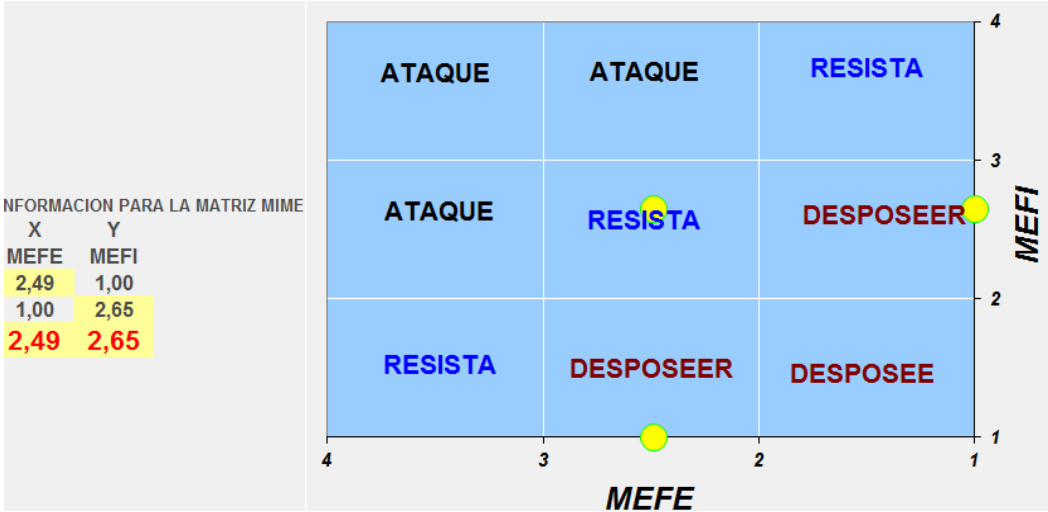 NFORMACION PARA LA MATRIZ MIME
X Y
MEFE MEFI
2,49 1,00
1,00 2,65
2,49 2,65
ATAQUE ATAQUE RESISTA
ATAQUE RESISTA DESPOSEER
RESISTA DESPOSEER DESPOSEE
4
3
2
1
MEFI
4 3 2 1
MEFE